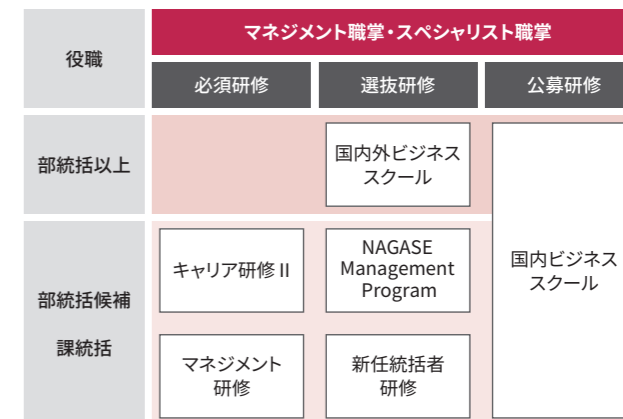 役職
マネジメント職掌・スペシャリスト職掌
必須研修
選抜研修
公募研修
部統括以上
国内外ビジネス
スクール
部統括候補
課統括
キャリア研修 II
NAGASE
Management
Program
国内ビジネス
スクール
マネジメント
研修
新任統括者
研修